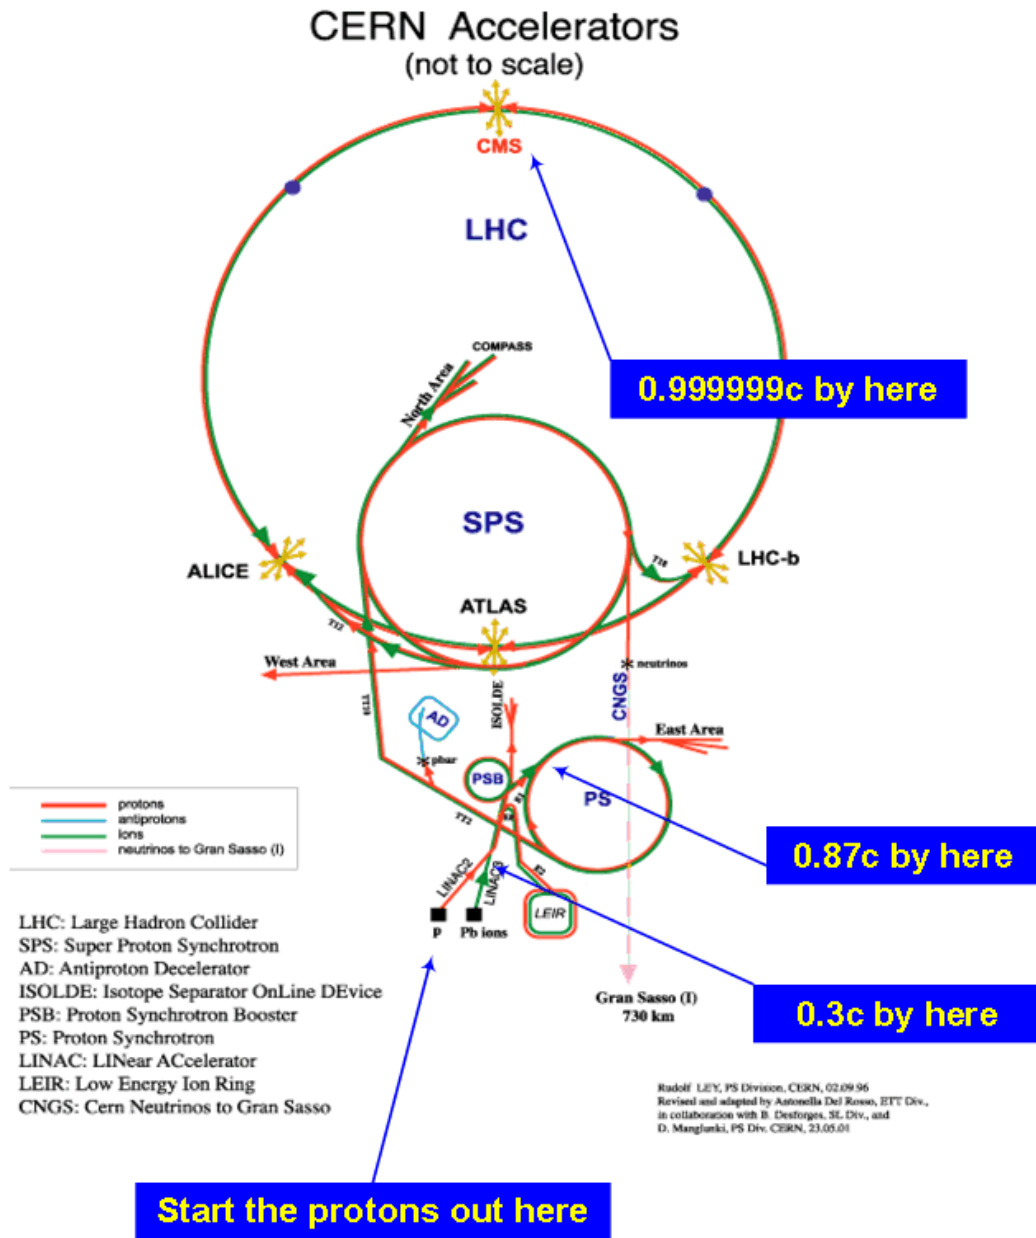 CERN Accelerators
(not to scale)
CMS
LHC
COMPASS
North Area
0.999999c by here
SPS
ALICE
T18
LHC-b
ATLAS
T12
West Area
neutrinos
CNGS
ISOLDE
East Area
AD
pbar
PSB
PS
TT2
protons
antiprotons
ions
neutrinos to Gran Sasso (I)
0.87c by here
LINAC2
LINAC3
E2
LEIR
p
Pb ions
LHC: Large Hadron Collider
SPS: Super Proton Synchrotron
AD: Antiproton Decelerator
ISOLDE: Isotope Separator OnLine DEvice
PSB: Proton Synchrotron Booster
PS: Proton Synchrotron
LINAC: LINear ACcelerator
LEIR: Low Energy Ion Ring
CNGS: Cern Neutrinos to Gran Sasso
Gran Sasso (I)
730 km
0.3c by here
Rudolf LEY, PS Division, CERN, 02.09.96
Revised and adapted by Antonella Del Rosso, ETT Div.,
in collaboration with B. Desforges, SL Div., and
D. Manglunki, PS Div. CERN, 23.05.01
Start the protons out here